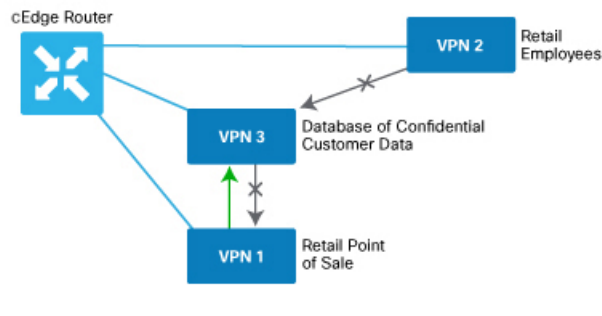 cEdge Router
VPN 2
Retail
Employees
VPN 3
Database of Confidential
Customer Data
VPN 1
Retail Point
of Sale